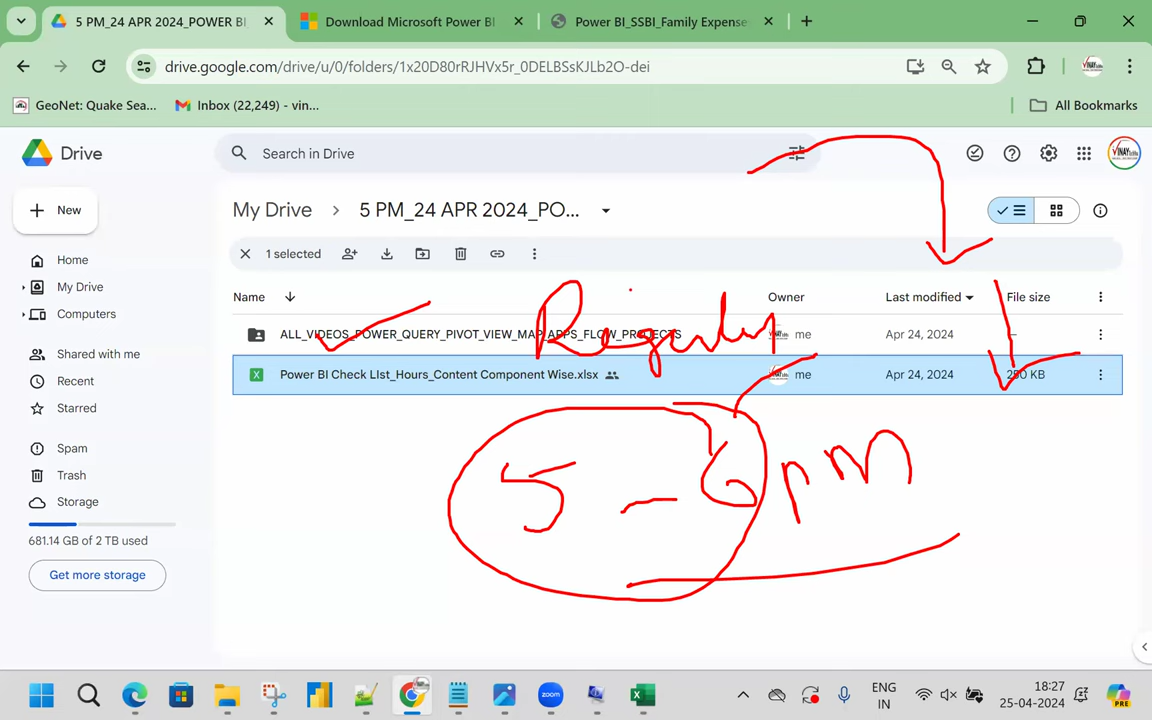 5 PM_24 APR 2024_POWER BI
Download Microsoft Power BI
Power BI_SSBI_Family Expense
drive.google.com/drive/u/0/folders/1x20D80rRJHVx5r_0DELBSsKJLb2O-dei
GeoNet: Quake Sea...
Inbox (22,249) - vin...
All Bookmarks
Drive
Search in Drive
New
My Drive
5 PM_24 APR 2024_PO...
1 selected
Home
My Drive
Computers
Shared with me
Recent
Starred
Spam
Trash
Storage
681.14 GB of 2 TB used
Get more storage
Name
Owner
Last modified
File size
ALL_VIDEOS_POWER_QUERY_PIVOT_VIEW_MAP_APPS_FLOW_PROJECTS
me
Apr 24, 2024
Power BI Check LIst_Hours_Content Component Wise.xlsx
me
Apr 24, 2024
250 KB
Regular
5 - 6 pm
ENG
IN
18:27
25-04-2024
PRE